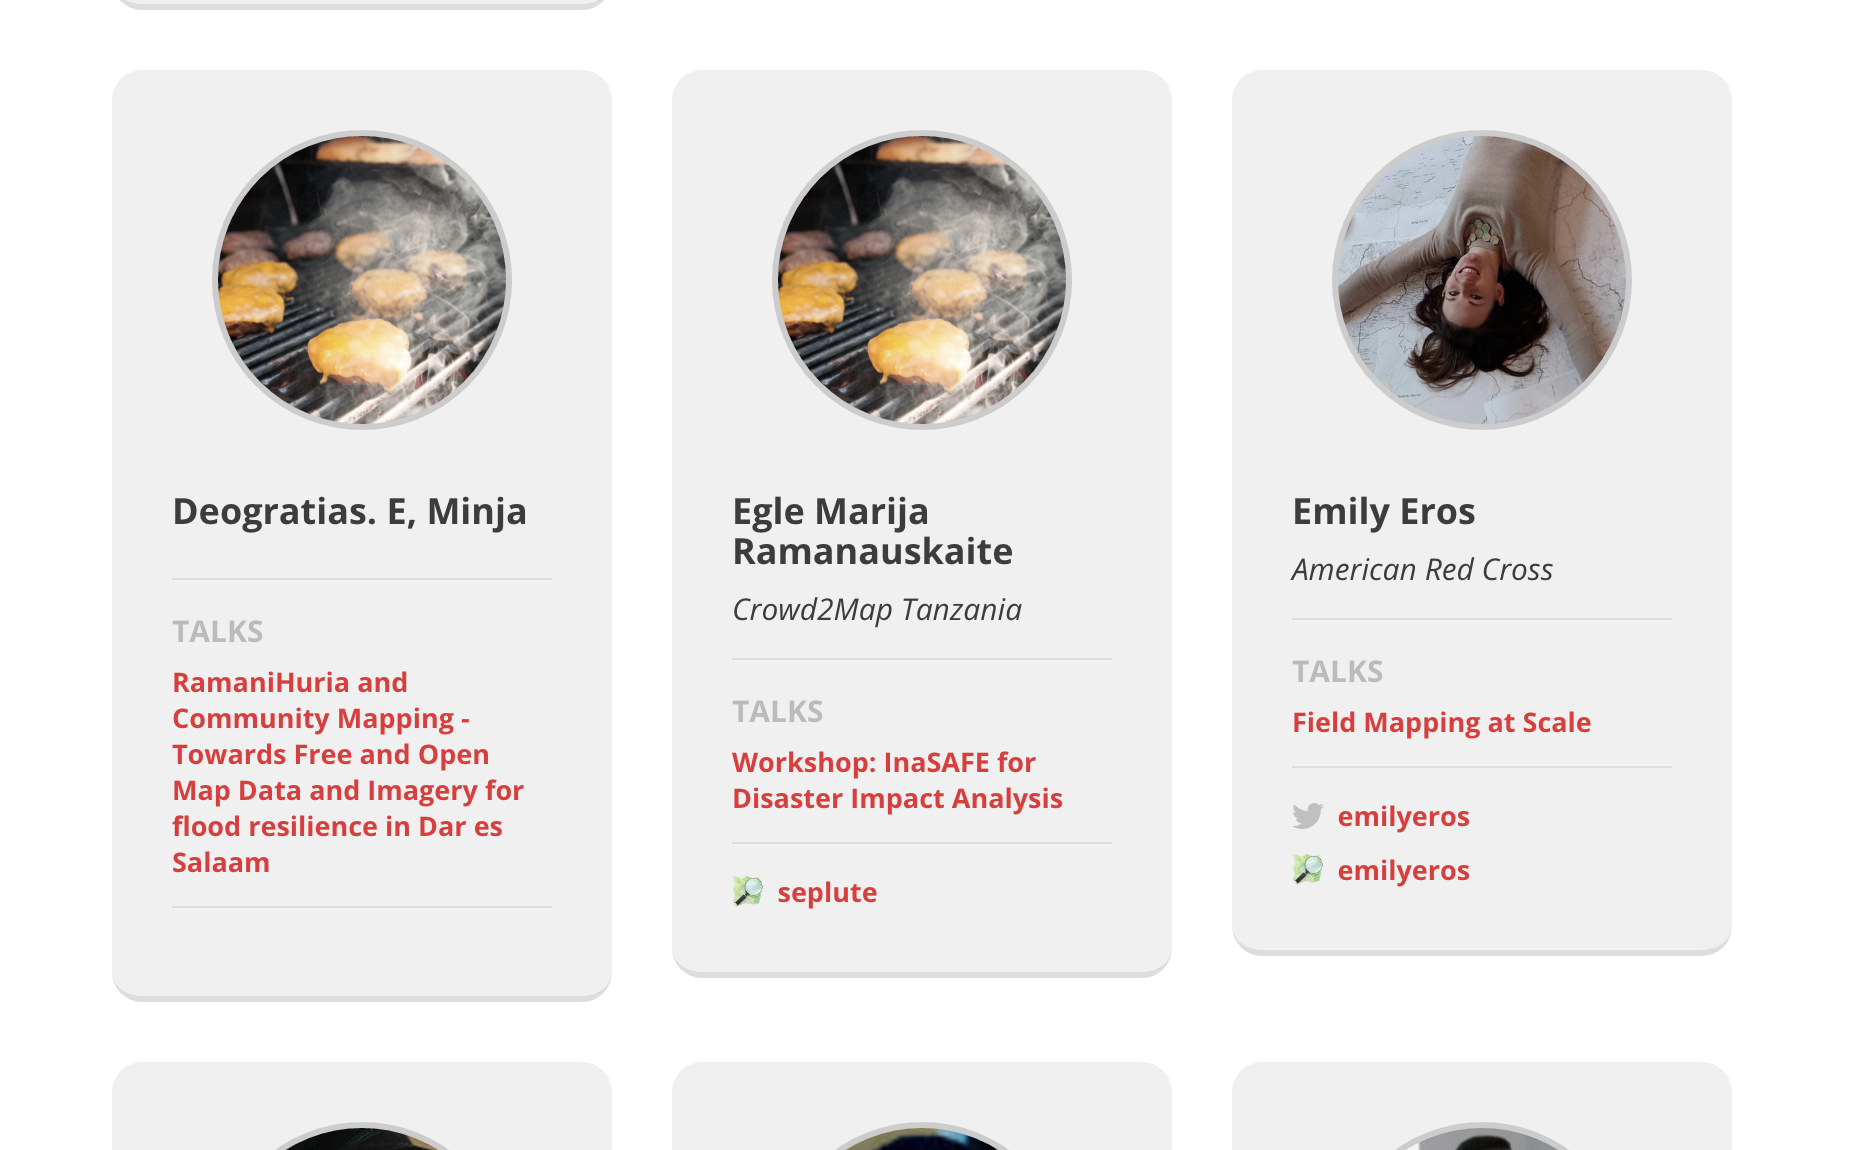 Deogratias. E, Minja
TALKS
RamaniHuria and
Community Mapping -
Towards Free and Open
Map Data and Imagery for
flood resilience in Dar es
Salaam
Egle Marija
Ramanauskaite
Crowd2Map Tanzania
TALKS
Workshop: InaSAFE for
Disaster Impact Analysis
seplute
Emily Eros
American Red Cross
TALKS
Field Mapping at Scale
emilyeros
emilyeros